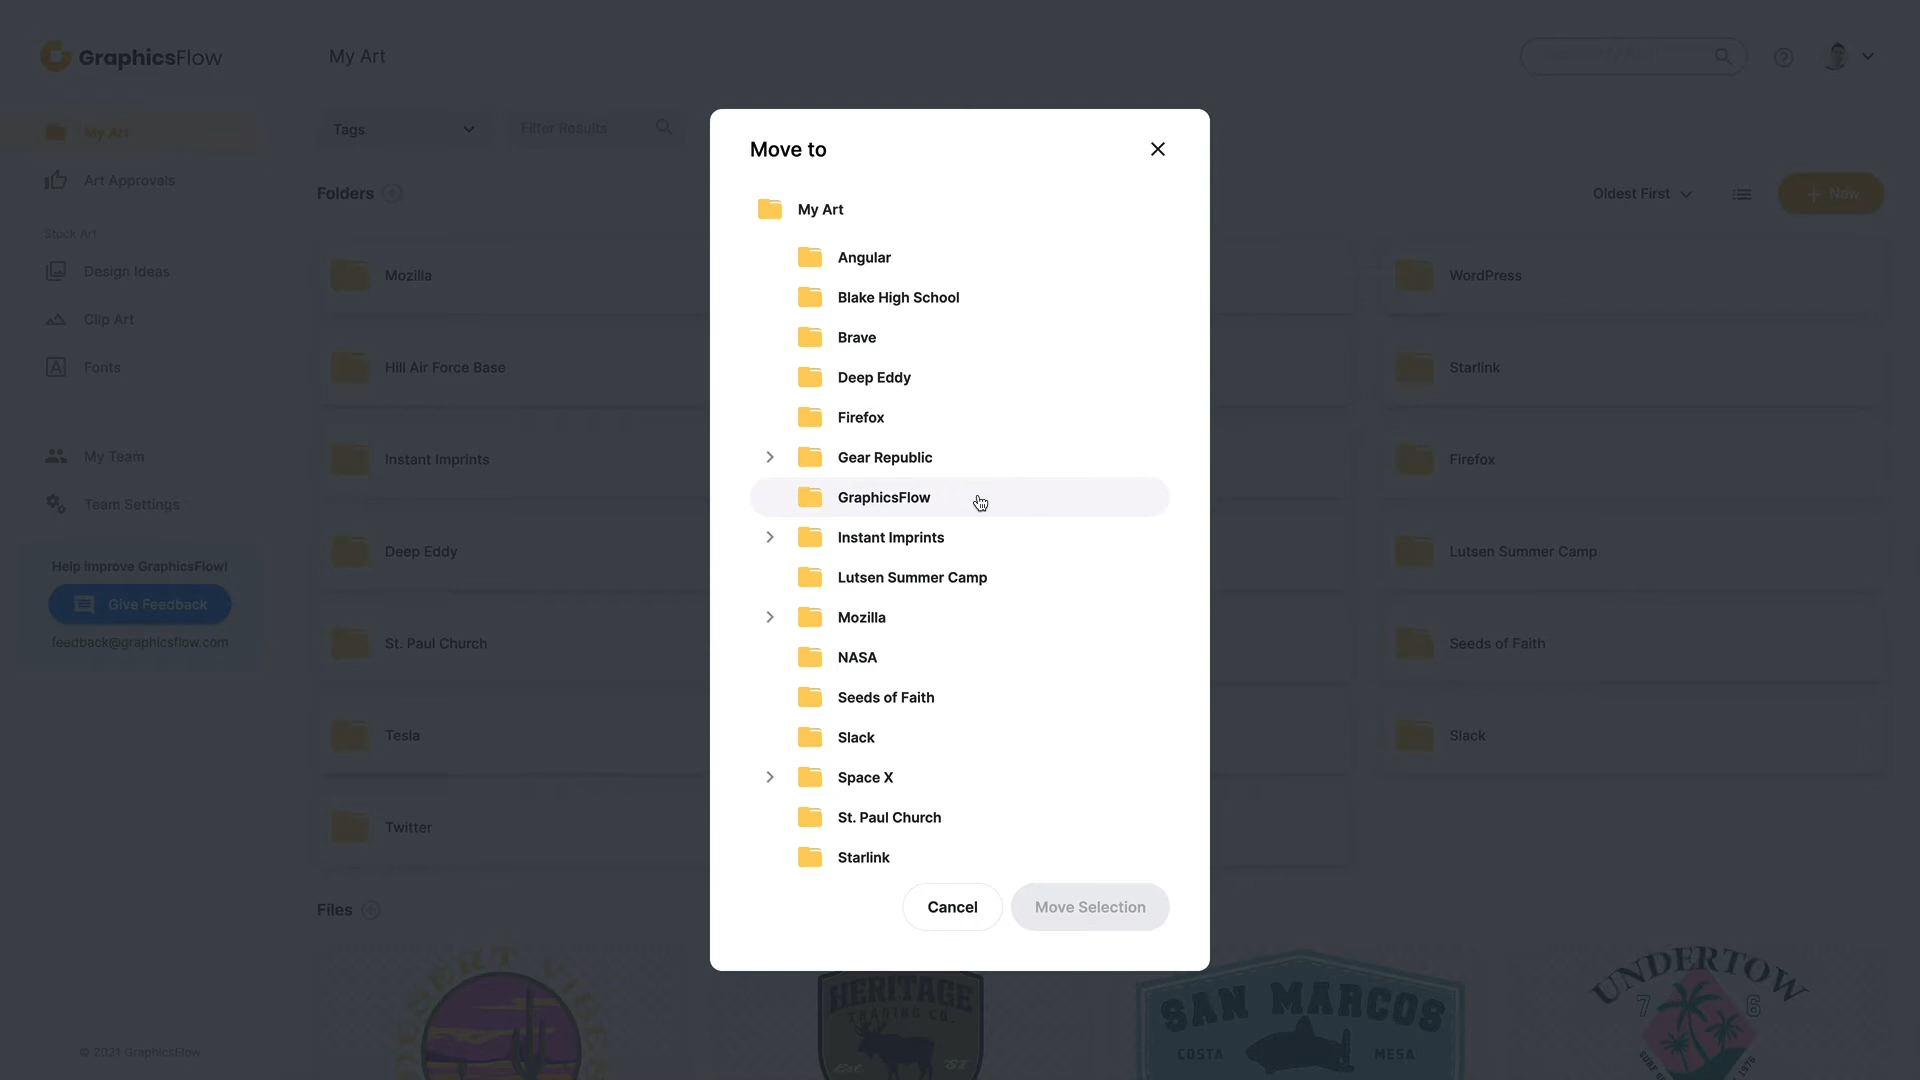 GraphicsFlow
My Art
My Art
Art Approvals
Stock Art
Design Ideas
Clip Art
Fonts
My Team
Team Settings
Help Improve GraphicsFlow!
Give Feedback
feedback@graphicsflow.com
© 2021 GraphicsFlow
Tags
Filter Results
Folders
Oldest First
+ New
Mozilla
WordPress
Hill Air Force Base
Starlink
Instant Imprints
Firefox
Deep Eddy
Lutsen Summer Camp
St. Paul Church
Seeds of Faith
Tesla
Slack
Twitter
Files
Move to
My Art
Angular
Blake High School
Brave
Deep Eddy
Firefox
Gear Republic
GraphicsFlow
Instant Imprints
Lutsen Summer Camp
Mozilla
NASA
Seeds of Faith
Slack
Space X
St. Paul Church
Starlink
Cancel
Move Selection
HERITAGE
TRADING CO.
Est. '87
SAN MARCOS
COSTA MESA
UNDERTOW
7 6
1976